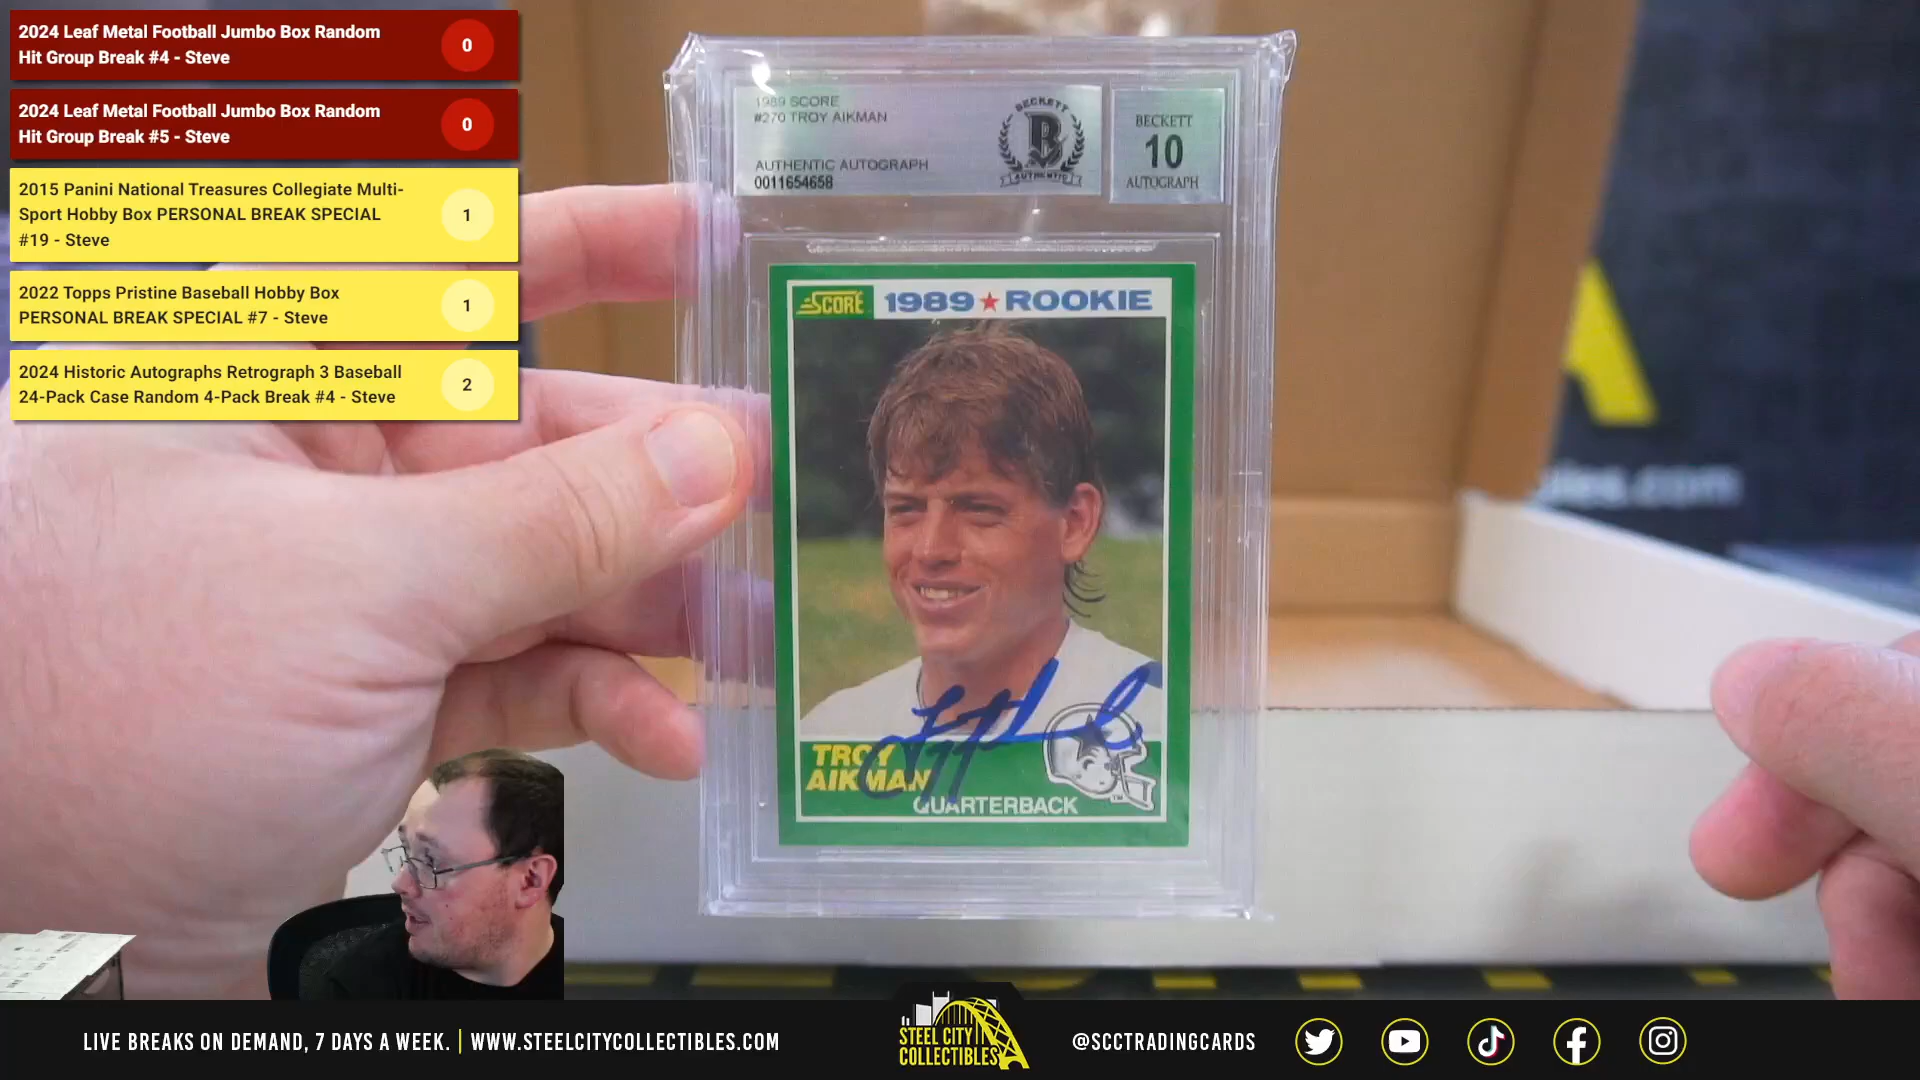 2024 Leaf Metal Football Jumbo Box Random
Hit Group Break #4 - Steve
0
2024 Leaf Metal Football Jumbo Box Random
Hit Group Break #5 - Steve
0
2015 Panini National Treasures Collegiate Multi-
Sport Hobby Box PERSONAL BREAK SPECIAL
#19 - Steve
1
2022 Topps Pristine Baseball Hobby Box
PERSONAL BREAK SPECIAL #7 - Steve
1
2024 Historic Autographs Retrograph 3 Baseball
24-Pack Case Random 4-Pack Break #4 - Steve
2
1989 SCORE
#270 TROY AIKMAN
AUTHENTIC AUTOGRAPH
0011654658
BECKETT
B
AUTHENTIC
BECKETT
10
AUTOGRAPH
SCORE 1989 ROOKIE
TROY
AIKMAN
QUARTERBACK
TM
LIVE BREAKS ON DEMAND, 7 DAYS A WEEK. | WWW.STEELCITYCOLLECTIBLES.COM
STEEL CITY
COLLECTIBLES
@SCCTRADINGCARDS